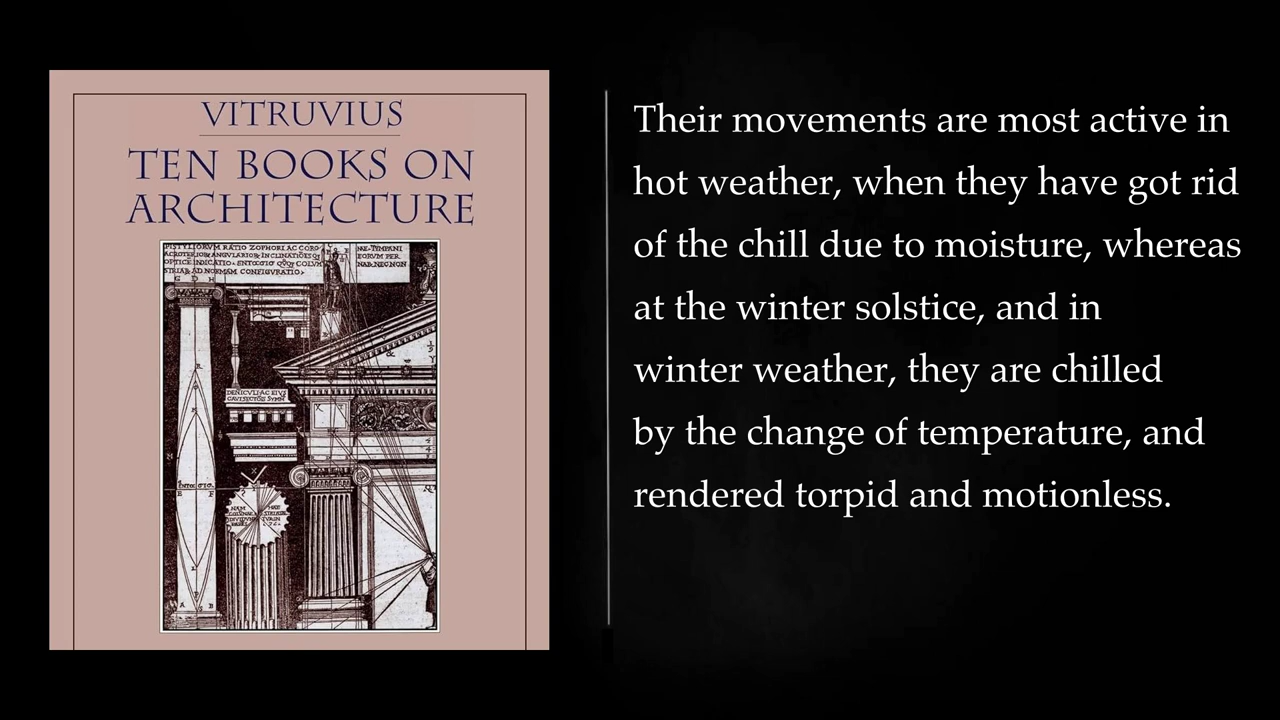 VITRUVIUS
TEN BOOKS ON
ARCHITECTURE
Their movements are most active in
hot weather, when they have got rid
of the chill due to moisture, whereas
at the winter solstice, and in
winter weather, they are chilled
by the change of temperature, and
rendered torpid and motionless.